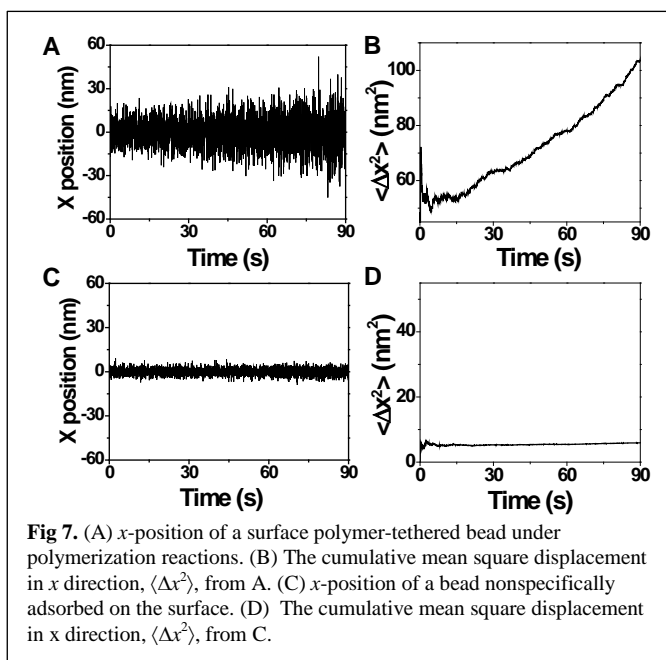 A
X position (nm)
60
30
0
-30
-60
0 30 60 90
Time (s)
B
<Δx²> (nm²)
100
80
60
0 30 60 90
Time (s)
C
X position (nm)
60
30
0
-30
-60
0 30 60 90
Time (s)
D
<Δx²> (nm²)
40
20
0
0 30 60 90
Time (s)
Fig 7. (A) x-position of a surface polymer-tethered bead under
polymerization reactions. (B) The cumulative mean square displacement
in x direction, ⟨Δx²⟩, from A. (C) x-position of a bead nonspecifically
adsorbed on the surface. (D) The cumulative mean square displacement
in x direction, ⟨Δx²⟩, from C.